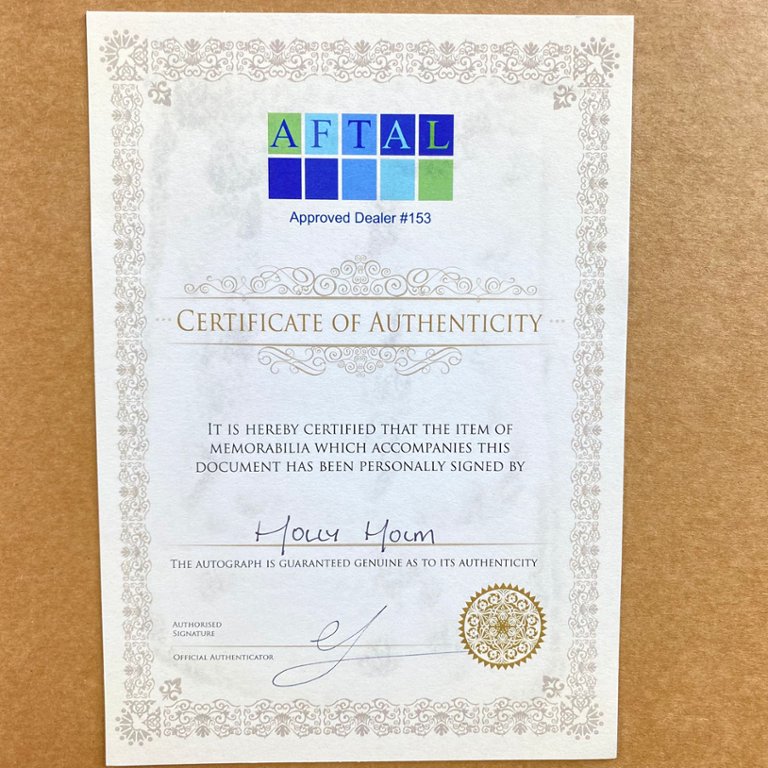 AFTAL
Approved Dealer #153
CERTIFICATE OF AUTHENTICITY
IT IS HEREBY CERTIFIED THAT THE ITEM OF
MEMORABILIA WHICH ACCOMPANIES THIS
DOCUMENT HAS BEEN PERSONALLY SIGNED BY
HOLLY HOLM
THE AUTOGRAPH IS GUARANTEED GENUINE AS TO ITS AUTHENTICITY
AUTHORISED
SIGNATURE
OFFICIAL AUTHENTICATOR